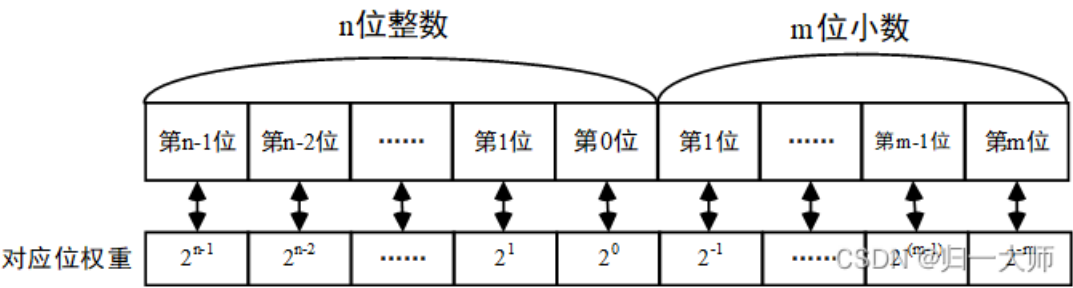 n位整数 m位小数
第n-1位 第n-2位 …… 第1位 第0位 第1位 …… 第m-1位 第m位
对应位权重 2^n-1 2^n-2 …… 2^1 2^0 2^-1 …… 2^-(m-1) 2^-m
CSDN @归一大师